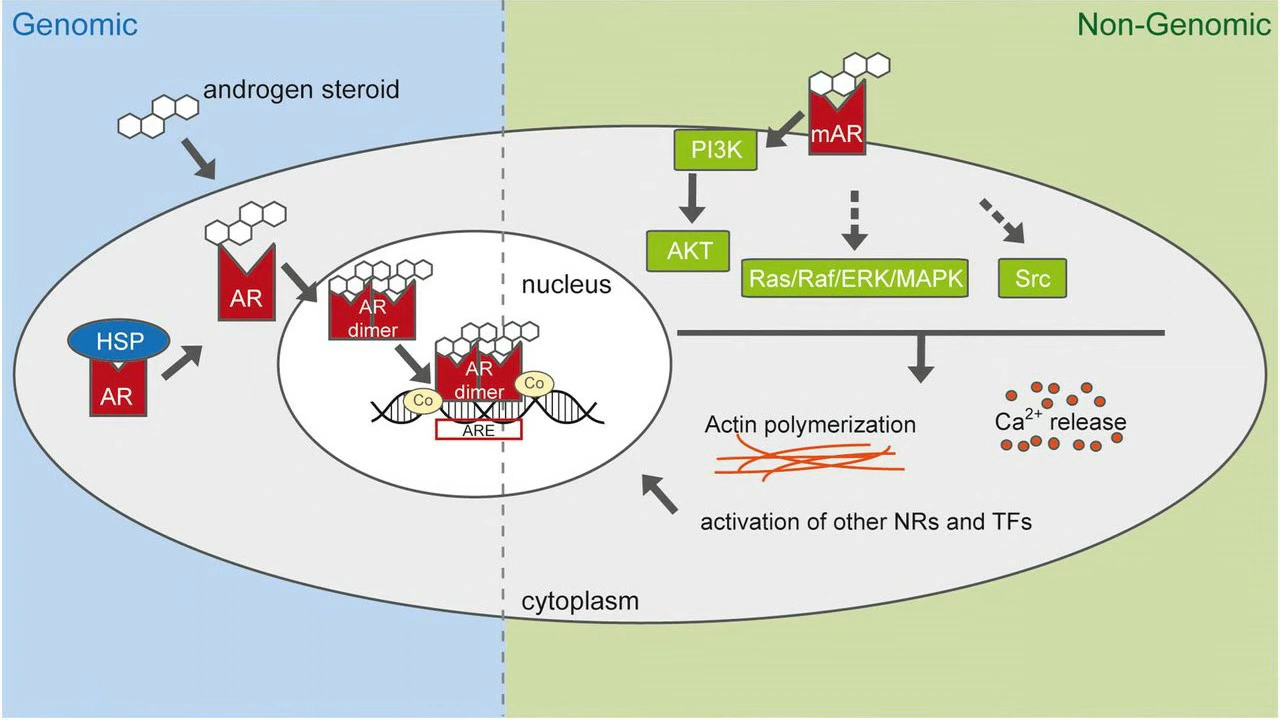 Genomic
Non-Genomic
androgen steroid
mAR
PI3K
AKT
Ras/Raf/ERK/MAPK
Src
AR
HSP
AR
nucleus
AR
dimer
AR
dimer
Co
Co
ARE
Actin polymerization
Ca²⁺ release
activation of other NRs and TFs
cytoplasm